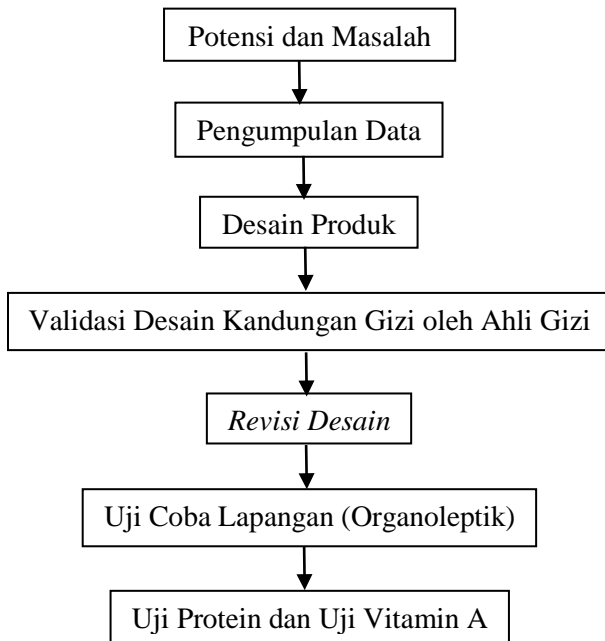 Potensi dan Masalah
Pengumpulan Data
Desain Produk
Validasi Desain Kandungan Gizi oleh Ahli Gizi
Revisi Desain
Uji Coba Lapangan (Organoleptik)
Uji Protein dan Uji Vitamin A